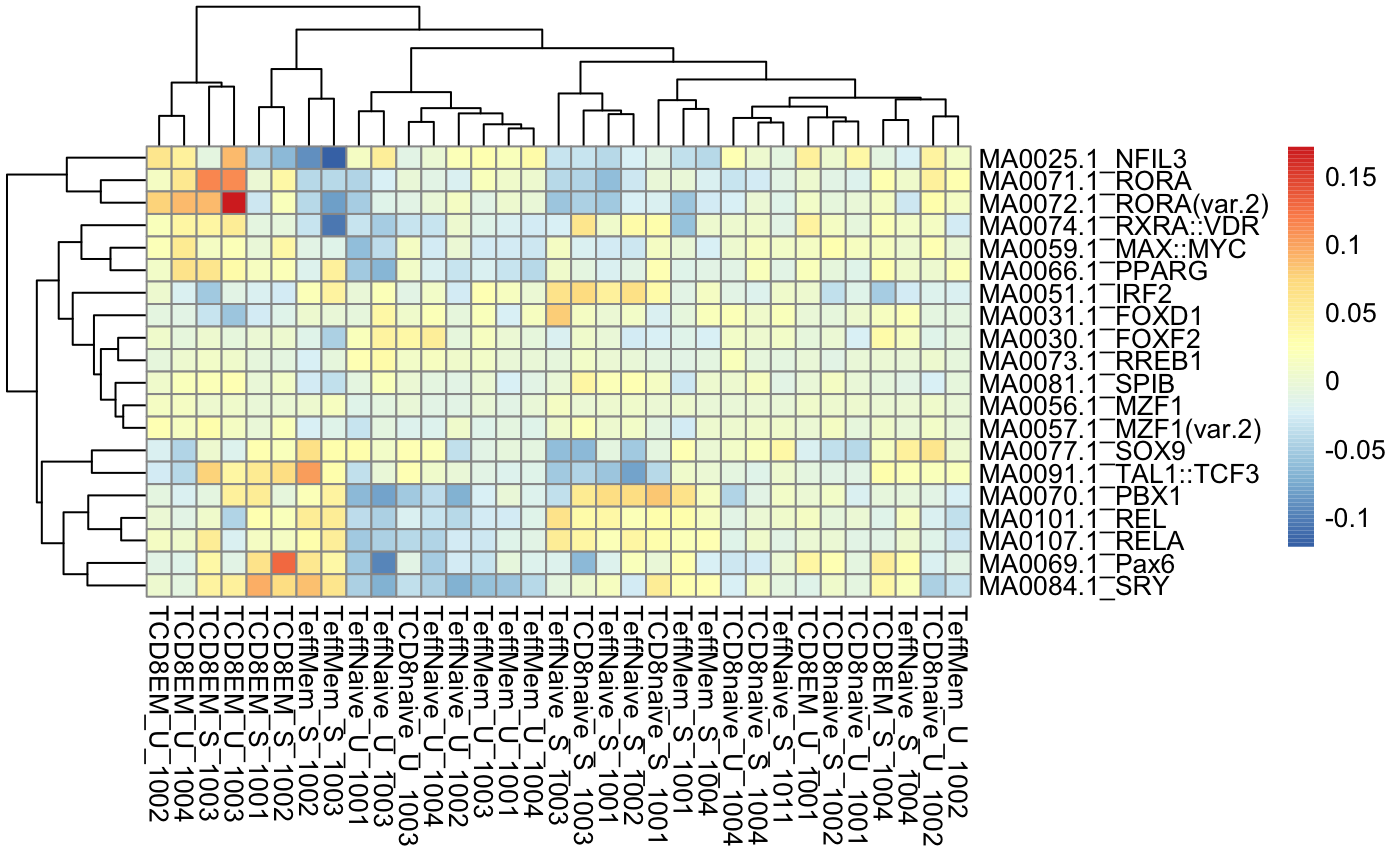 MA0025.1_NFIL3
MA0071.1_RORA
MA0072.1_RORA(var.2)
MA0074.1_RXRA::VDR
MA0059.1_MAX::MYC
MA0066.1_PPARG
MA0051.1_IRF2
MA0031.1_FOXD1
MA0030.1_FOXF2
MA0073.1_RREB1
MA0081.1_SPIB
MA0056.1_MZF1
MA0057.1_MZF1(var.2)
MA0077.1_SOX9
MA0091.1_TAL1::TCF3
MA0070.1_PBX1
MA0101.1_REL
MA0107.1_RELA
MA0069.1_Pax6
MA0084.1_SRY
0.15
0.1
0.05
0
-0.05
-0.1
TCD8EM_U_1002
TCD8EM_U_1004
TCD8EM_S_1003
TCD8EM_U_1003
TCD8EM_S_1001
TCD8EM_S_1002
TeffMem_S_1002
TeffMem_S_1003
TeffNaive_U_1001
TeffNaive_U_1003
TCD8naive_U_1003
TeffNaive_U_1004
TeffNaive_U_1002
TeffMem_U_1003
TeffMem_U_1001
TeffMem_U_1004
TeffNaive_S_1003
TCD8naive_S_1003
TeffNaive_S_1001
TeffNaive_S_1002
TCD8naive_S_1001
TeffMem_S_1001
TeffMem_S_1004
TCD8naive_U_1004
TCD8naive_S_1004
TeffNaive_S_1011
TCD8EM_U_1001
TCD8naive_S_1002
TCD8naive_U_1001
TCD8EM_S_1004
TeffNaive_S_1004
TCD8naive_U_1002
TeffMem_U_1002